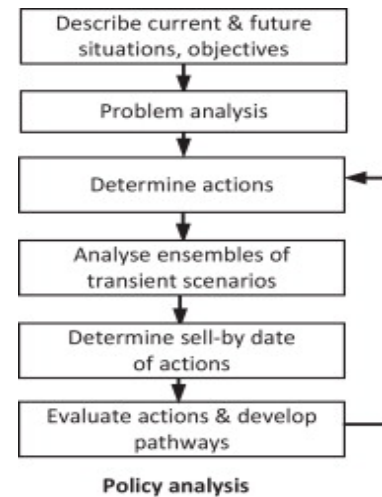 Describe current & future
situations, objectives
Problem analysis
Determine actions
Analyse ensembles of
transient scenarios
Determine sell-by date
of actions
Evaluate actions & develop
pathways
Policy analysis